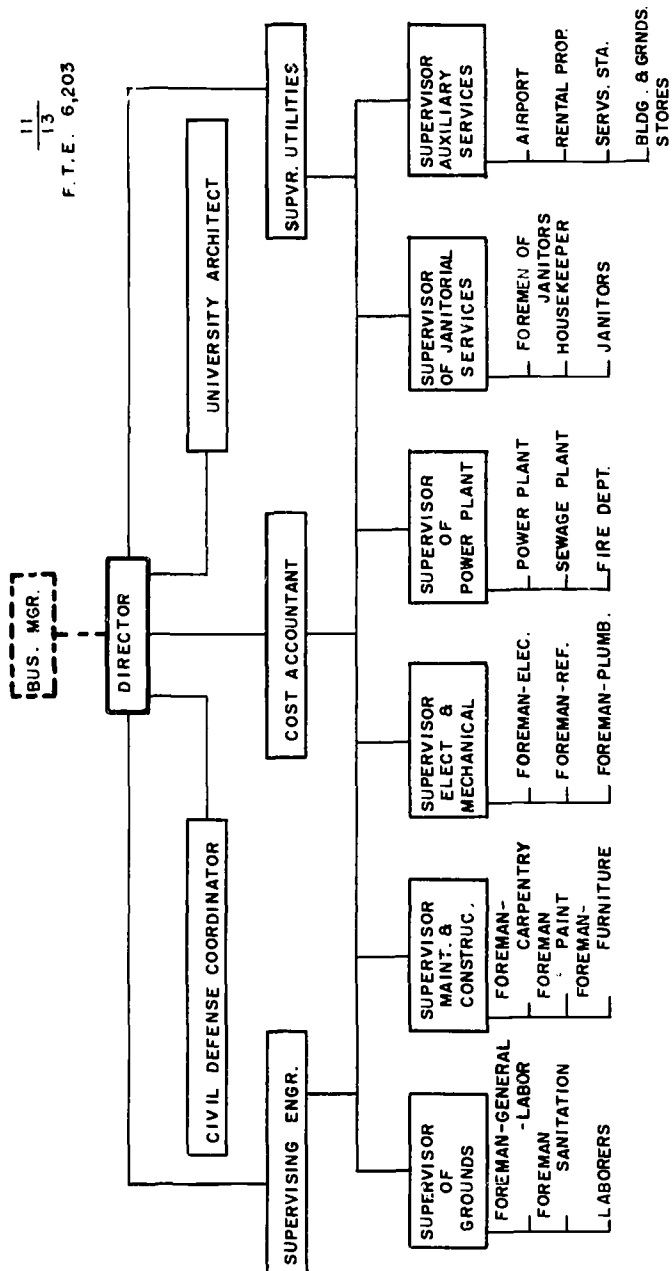 11
13
F.T.E. 6,203
BUS. MGR.
DIRECTOR
CIVIL DEFENSE COORDINATOR
UNIVERSITY ARCHITECT
SUPERVISING ENGR.
COST ACCOUNTANT
SUPVR. UTILITIES
SUPERVISOR
OF
GROUNDS
FOREMAN-GENERAL
-LABOR
FOREMAN
SANITATION
LABORERS
SUPERVISOR
MAINT. &
CONSTRUC.
FOREMAN-
CARPENTRY
FOREMAN
PAINT
FOREMAN-
FURNITURE
SUPERVISOR
ELECT &
MECHANICAL
FOREMAN-ELEC.
FOREMAN-REF.
FOREMAN-PLUMB.
SUPERVISOR
OF
POWER PLANT
POWER PLANT
SEWAGE PLANT
FIRE DEPT.
SUPERVISOR
OF JANITORIAL
SERVICES
FOREMEN OF
JANITORS
HOUSEKEEPER
JANITORS
SUPERVISOR
AUXILIARY
SERVICES
AIRPORT
RENTAL PROP.
SERVS. STA.
BLDG. & GRNDS.
STORES